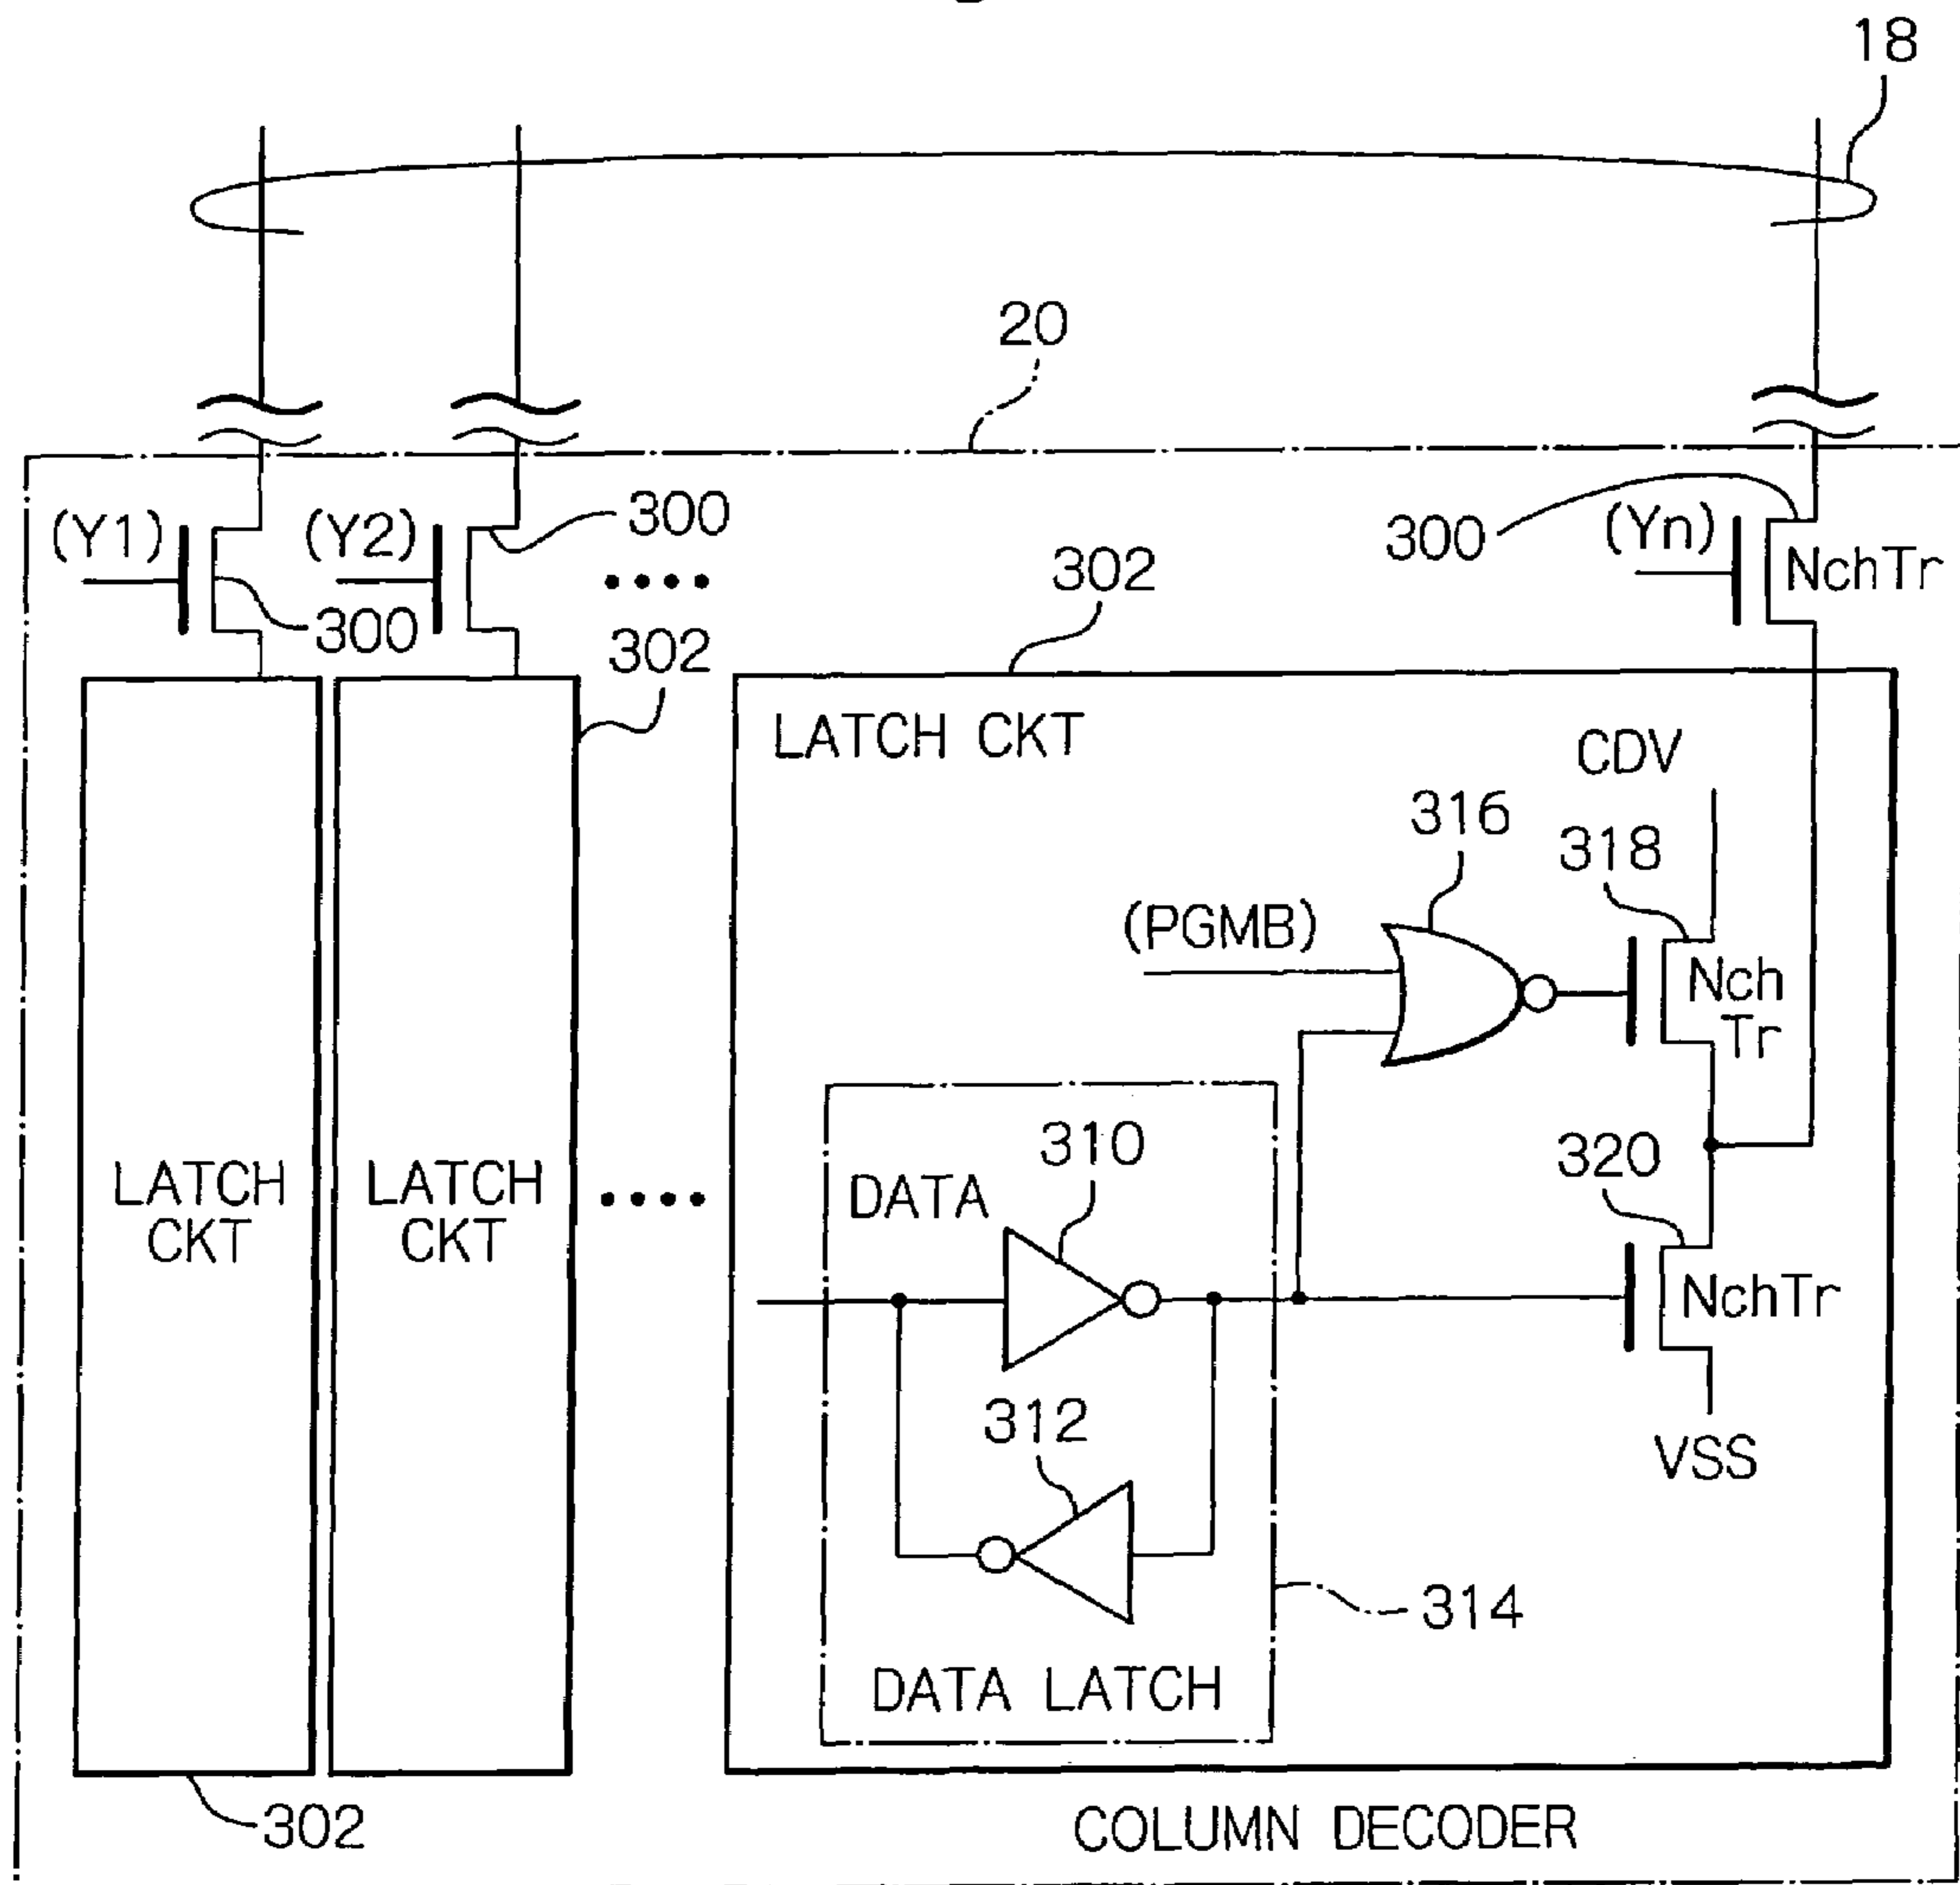 18
20
(Y1)
(Y2)
300
300
(Yn)
NchTr
300
302
302
LATCH CKT
CDV
316
318
(PGMB)
Nch
Tr
310
320
DATA
LATCH
CKT
LATCH
CKT
NchTr
312
VSS
314
DATA LATCH
302
COLUMN DECODER